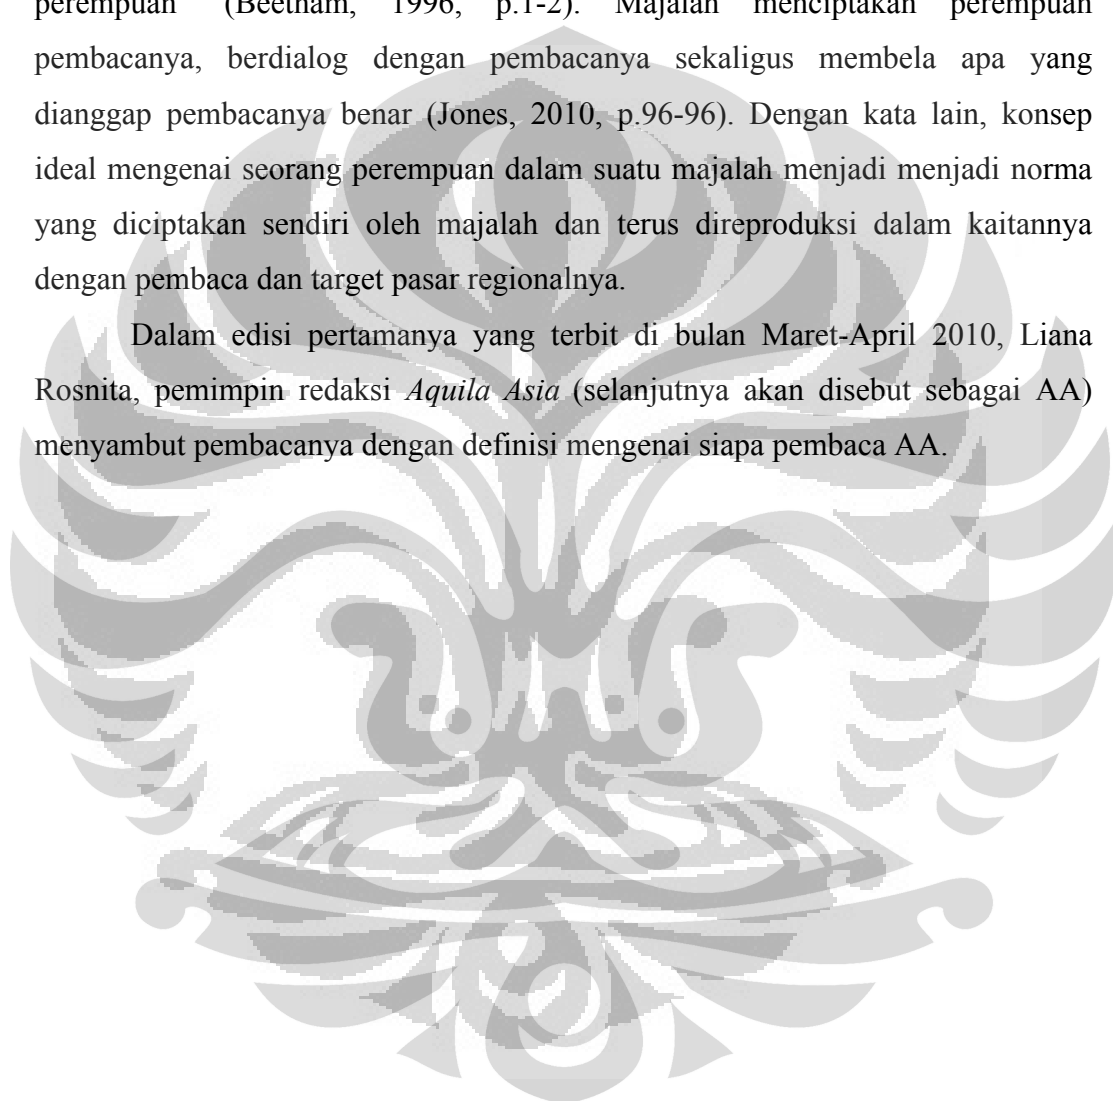 perempuan (Beetham, 1996, p.1-2). Majalah menciptakan perempuan
pembacanya, berdialog dengan pembacanya sekaligus membela apa yang
dianggap pembacanya benar (Jones, 2010, p.96-96). Dengan kata lain, konsep
ideal mengenai seorang perempuan dalam suatu majalah menjadi menjadi norma
yang diciptakan sendiri oleh majalah dan terus direproduksi dalam kaitannya
dengan pembaca dan target pasar regionalnya.
Dalam edisi pertamanya yang terbit di bulan Maret-April 2010, Liana
Rosnita, pemimpin redaksi Aquila Asia (selanjutnya akan disebut sebagai AA)
menyambut pembacanya dengan definisi mengenai siapa pembaca AA.